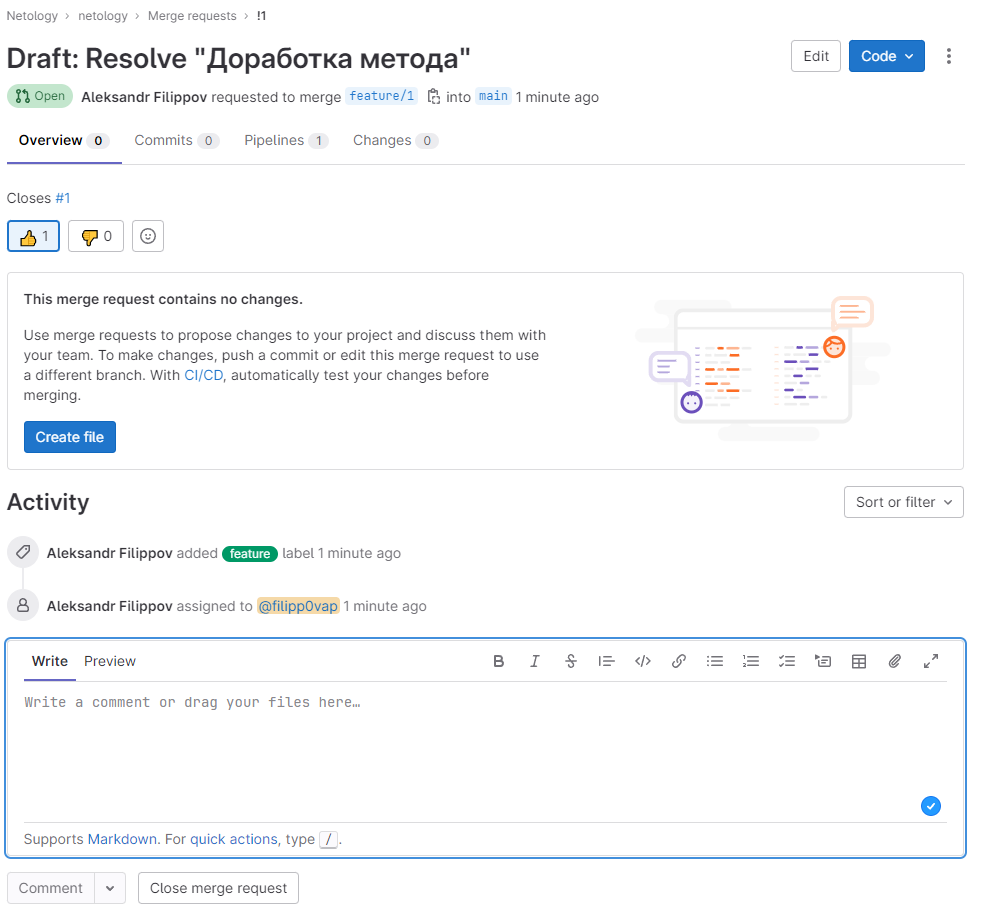 Netology › netology › Merge requests › !1
Draft: Resolve "Доработка метода"
Edit
Code
Open Aleksandr Filippov requested to merge feature/1 into main 1 minute ago
Overview 0 Commits 0 Pipelines 1 Changes 0
Closes #1
👍 1 👎 0
This merge request contains no changes.
Use merge requests to propose changes to your project and discuss them with
your team. To make changes, push a commit or edit this merge request to use
a different branch. With CI/CD, automatically test your changes before
merging.
Create file
Activity
Sort or filter
Aleksandr Filippov added feature label 1 minute ago
Aleksandr Filippov assigned to @filipp0vap 1 minute ago
Write Preview
Write a comment or drag your files here…
Supports Markdown. For quick actions, type /.
Comment Close merge request